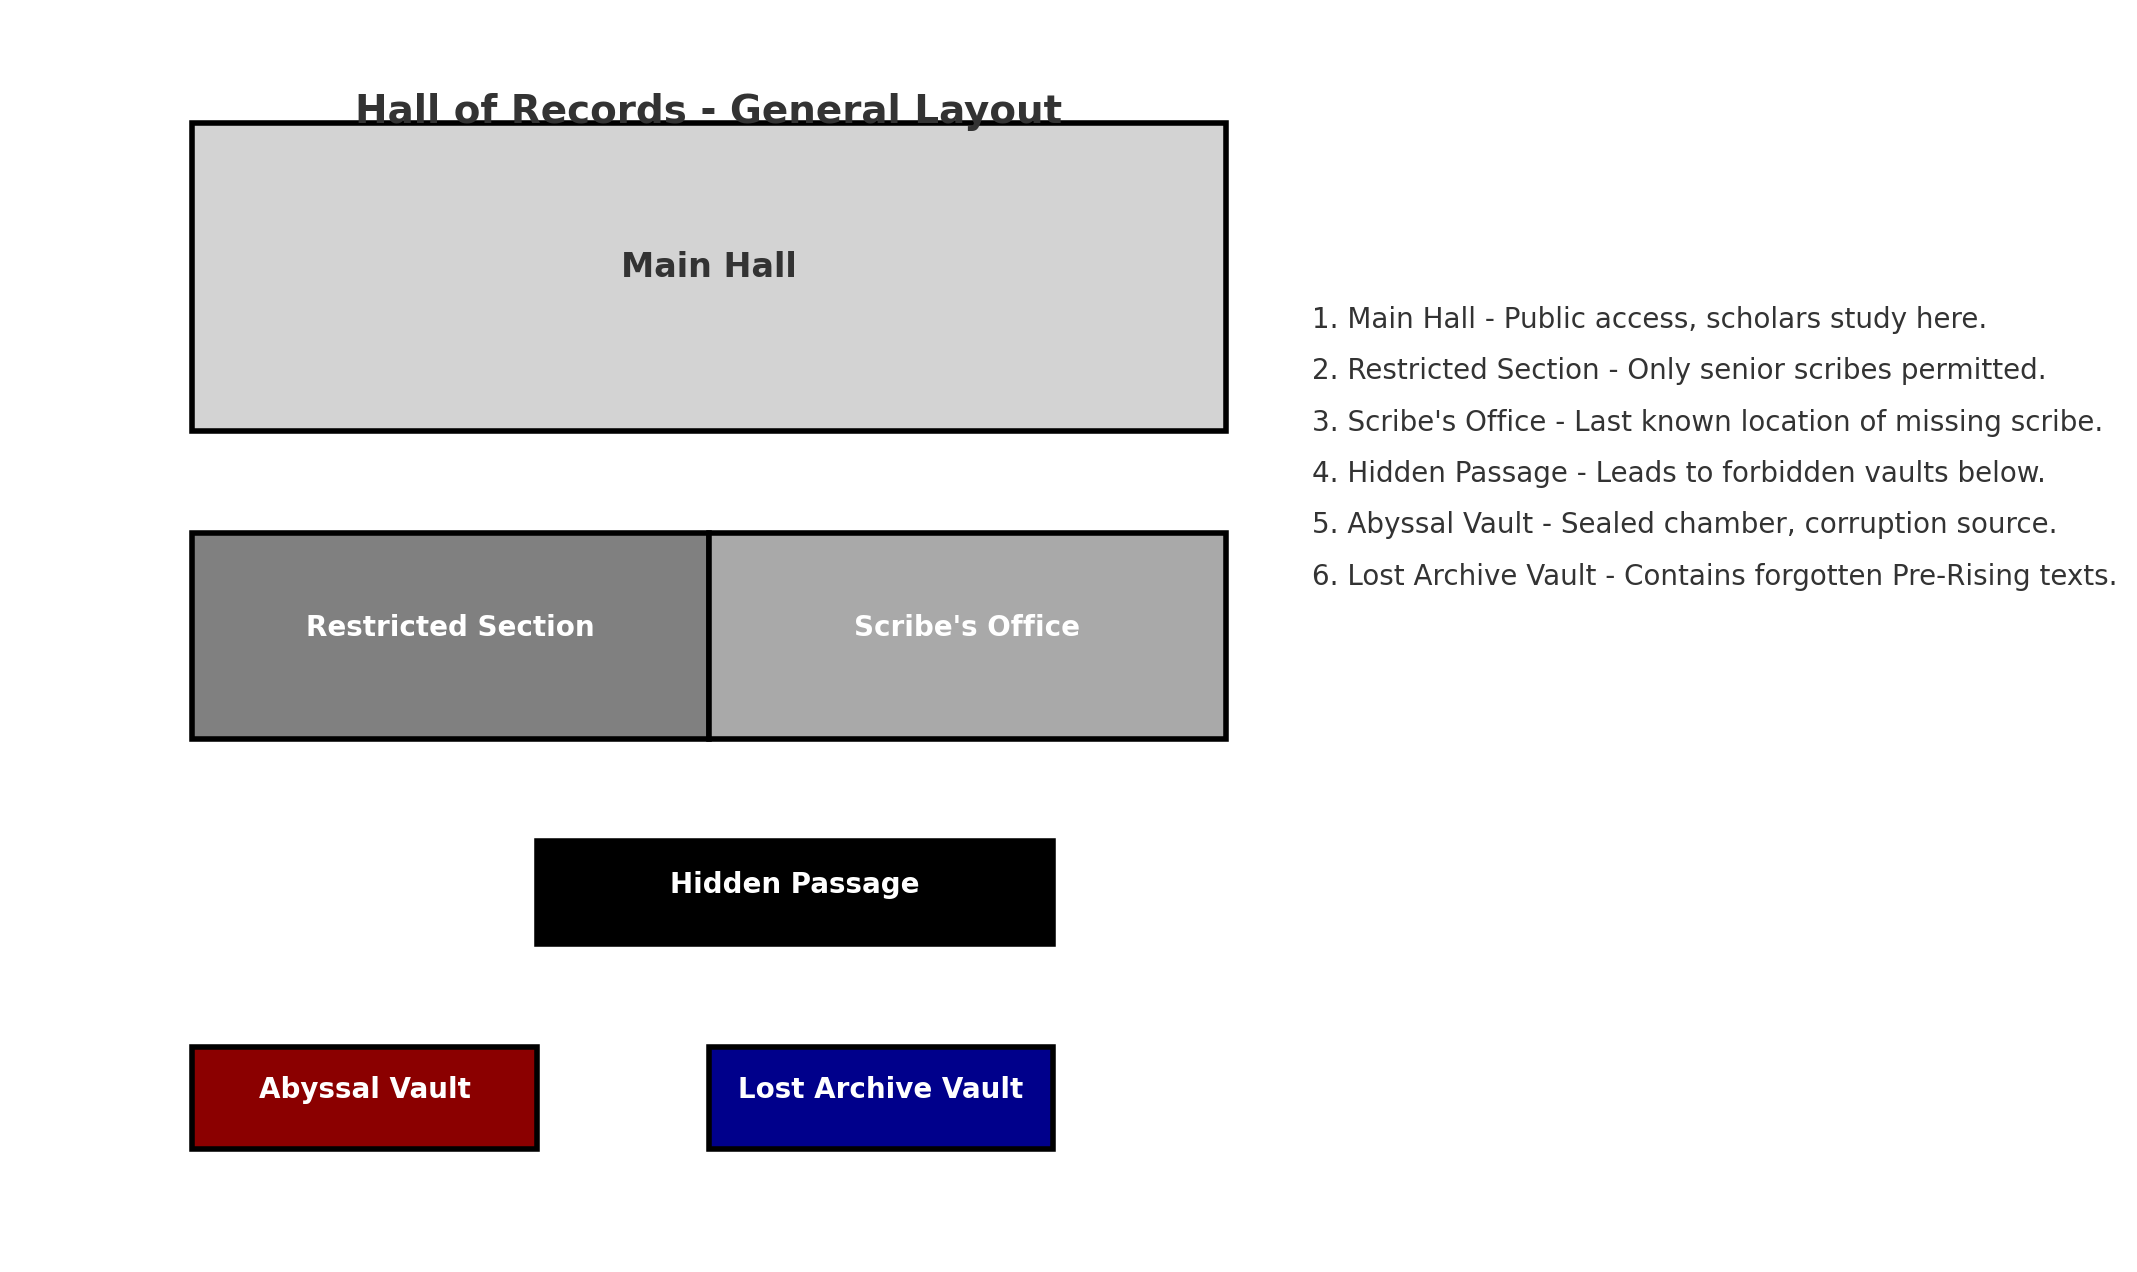 Hall of Records - General Layout
Main Hall
1. Main Hall - Public access, scholars study here.
2. Restricted Section - Only senior scribes permitted.
3. Scribe's Office - Last known location of missing scribe.
4. Hidden Passage - Leads to forbidden vaults below.
5. Abyssal Vault - Sealed chamber, corruption source.
6. Lost Archive Vault - Contains forgotten Pre-Rising texts.
Restricted Section
Scribe's Office
Hidden Passage
Abyssal Vault
Lost Archive Vault